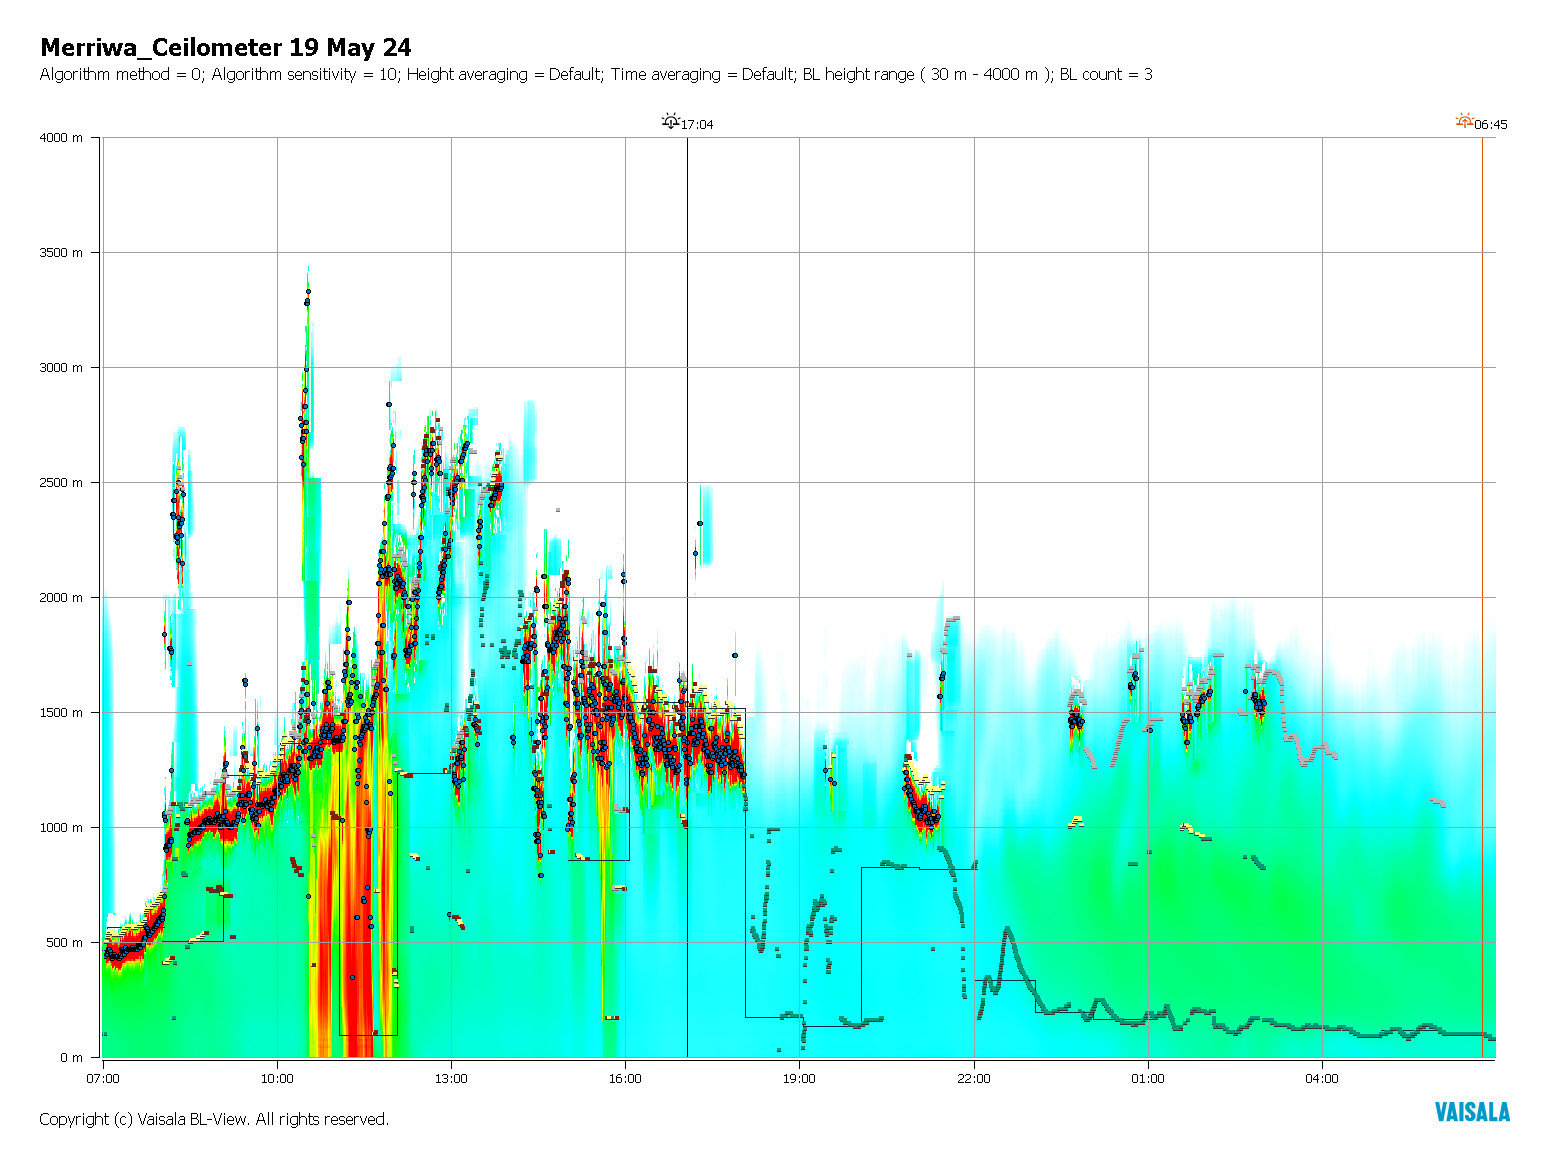 Merriwa_Ceilometer 19 May 24
Algorithm method = 0; Algorithm sensitivity = 10; Height averaging = Default; Time averaging = Default; BL height range ( 30 m - 4000 m ); BL count = 3
17:04
06:45
4000 m
3500 m
3000 m
2500 m
2000 m
1500 m
1000 m
500 m
0 m
07:00 10:00 13:00 16:00 19:00 22:00 01:00 04:00
Copyright (c) Vaisala BL-View. All rights reserved.
VAISALA